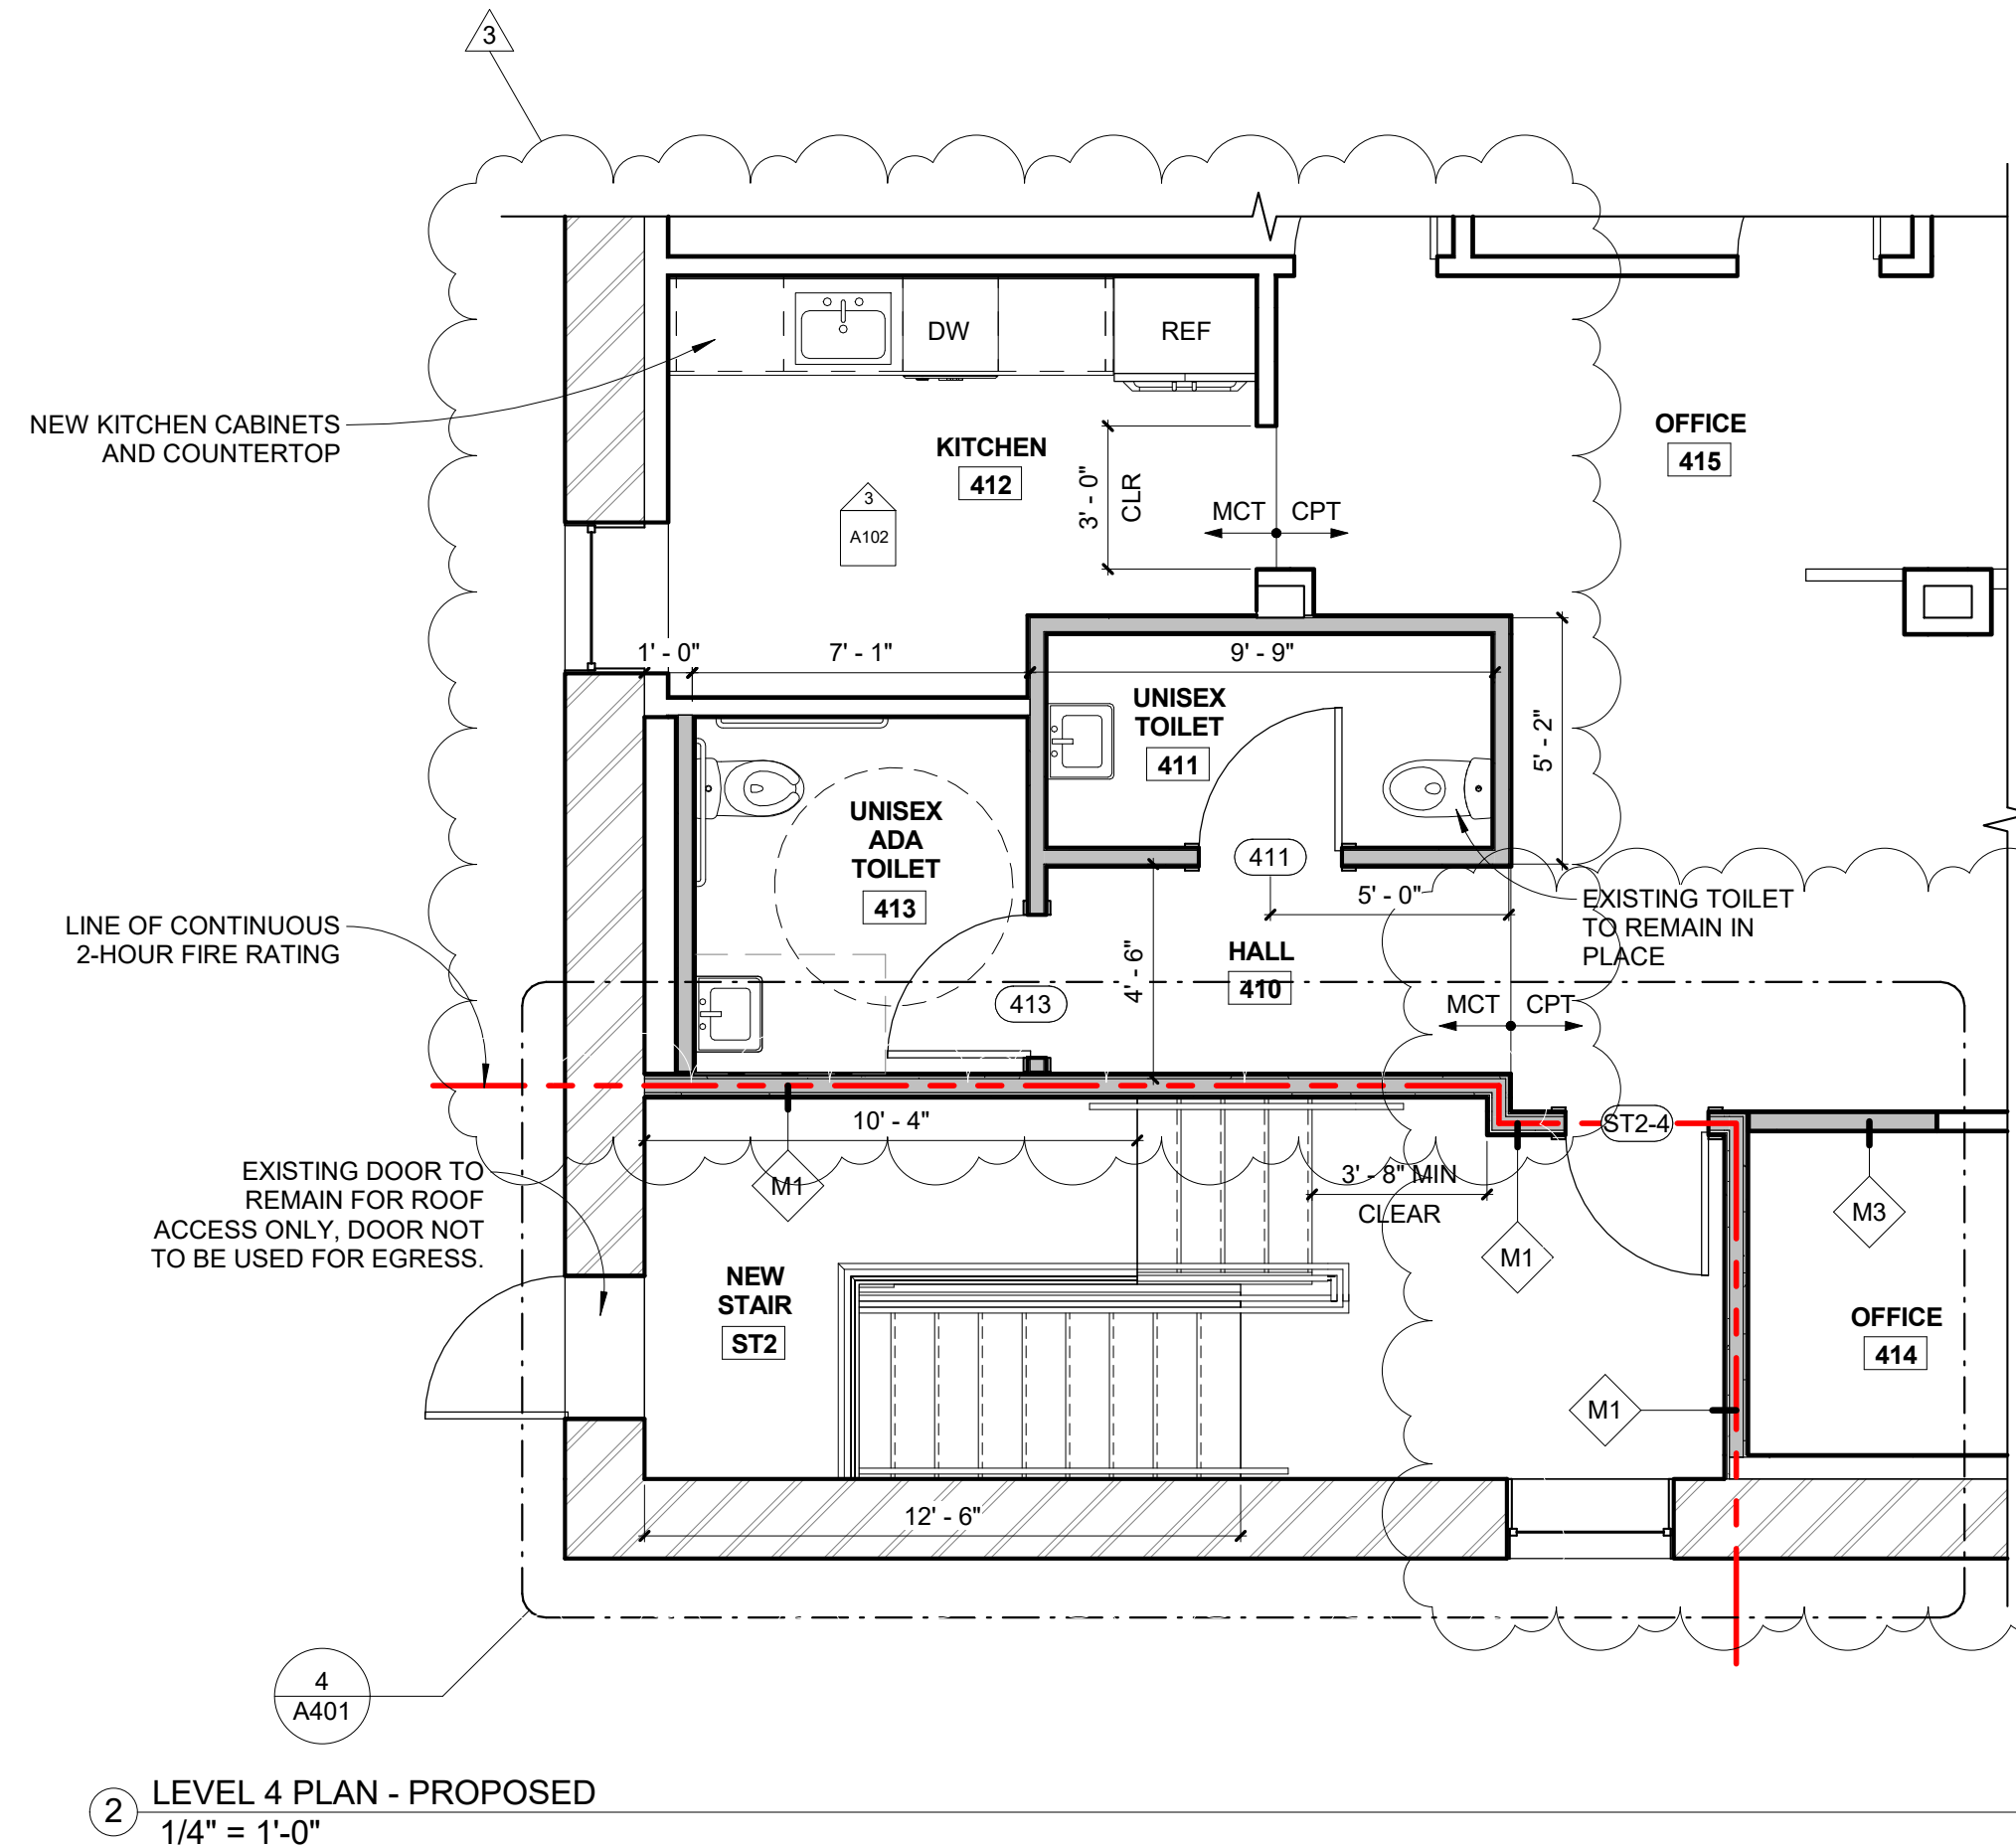 3
DW
REF
NEW KITCHEN CABINETS
AND COUNTERTOP
KITCHEN
412
3' - 0"
CLR
MCT
CPT
OFFICE
415
3
A102
1' - 0"
7' - 1"
9' - 9"
UNISEX
TOILET
411
5' - 2"
UNISEX
ADA
TOILET
413
411
5' - 0"
EXISTING TOILET
TO REMAIN IN
PLACE
LINE OF CONTINUOUS
2-HOUR FIRE RATING
4' - 6"
HALL
410
413
MCT
CPT
10' - 4"
ST2-4
EXISTING DOOR TO
REMAIN FOR ROOF
ACCESS ONLY, DOOR NOT
TO BE USED FOR EGRESS.
M1
3' - 8" MIN
CLEAR
M1
M3
NEW
STAIR
ST2
OFFICE
414
M1
12' - 6"
4
A401
2
LEVEL 4 PLAN - PROPOSED
1/4" = 1'-0"